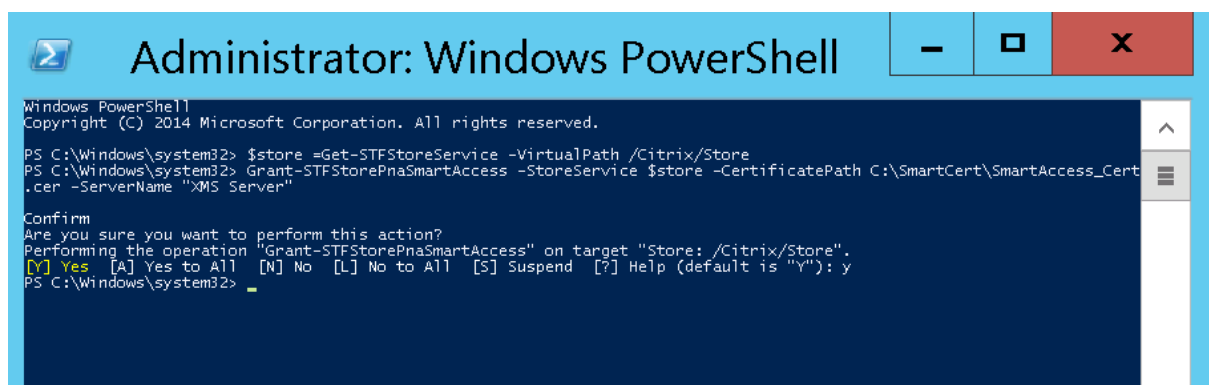 Administrator: Windows PowerShell
Windows PowerShell
Copyright (C) 2014 Microsoft Corporation. All rights reserved.
PS C:\Windows\system32> $store =Get-STFStoreService -VirtualPath /Citrix/Store
PS C:\Windows\system32> Grant-STFStorePnaSmartAccess -StoreService $store -CertificatePath C:\SmartCert\SmartAccess_Cert
.cer -ServerName "XMS Server"
Confirm
Are you sure you want to perform this action?
Performing the operation "Grant-STFStorePnaSmartAccess" on target "Store: /Citrix/Store".
[Y] Yes  [A] Yes to All  [N] No  [L] No to All  [S] Suspend  [?] Help (default is "Y"): y
PS C:\Windows\system32> _